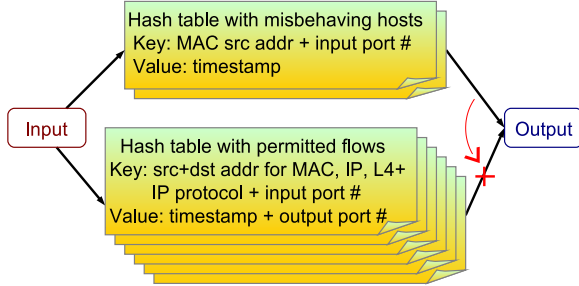 Hash table with misbehaving hosts
Key: MAC src addr + input port #
Value: timestamp
Input
Output
Hash table with permitted flows
Key: src+dst addr for MAC, IP, L4+
IP protocol + input port #
Value: timestamp + output port #